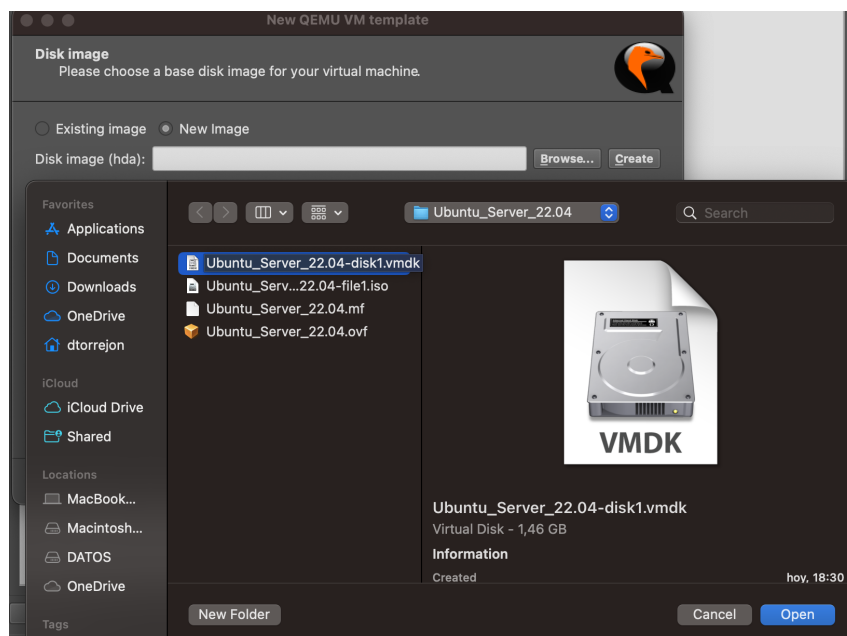 New QEMU VM template
Disk image
Please choose a base disk image for your virtual machine.
Existing image New Image
Disk image (hda): Browse... Create
Favorites
Applications
Documents
Downloads
OneDrive
dtorrejon
iCloud
iCloud Drive
Shared
Locations
MacBook...
Macintosh...
DATOS
OneDrive
Tags
Ubuntu_Server_22.04
Search
Ubuntu_Server_22.04-disk1.vmdk
Ubuntu_Serv...22.04-file1.iso
Ubuntu_Server_22.04.mf
Ubuntu_Server_22.04.ovf
VMDK
Ubuntu_Server_22.04-disk1.vmdk
Virtual Disk - 1,46 GB
Information
Created hoy, 18:30
New Folder Cancel Open